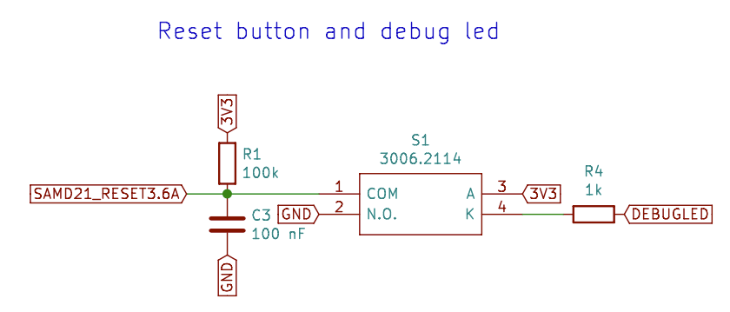 Reset button and debug led
3V3
R1
100k
SAMD21_RESET3.6A
C3
100 nF
GND
GND
S1
3006.2114
1
COM
2
N.O.
A
3
K
4
3V3
R4
1k
DEBUGLED